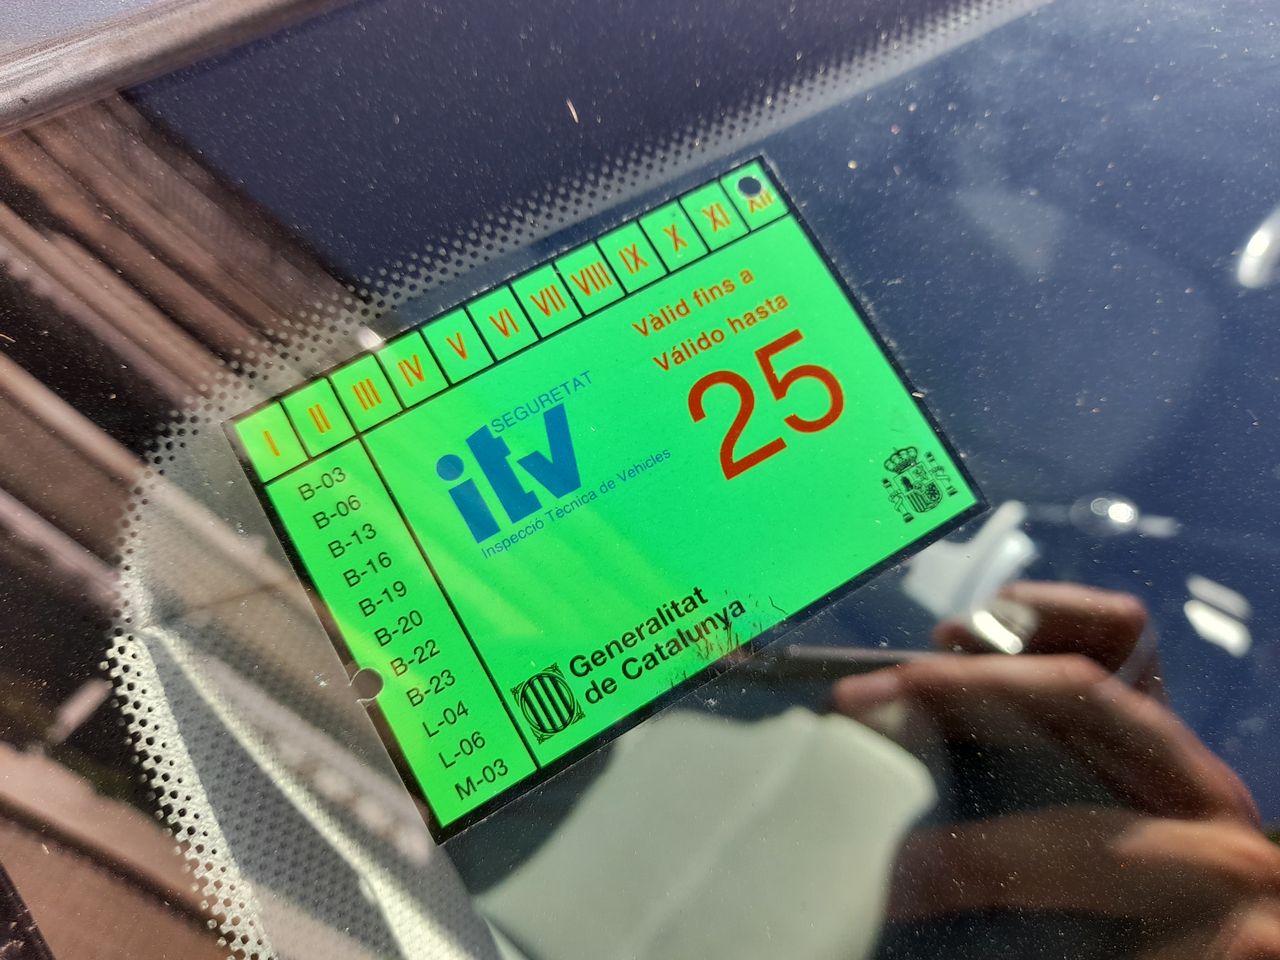 I II III IV V VI VII VIII IX X XI XII
Vàlid fins a
Válido hasta
25
SEGURETAT
itv
Inspecció Tècnica de Vehicles
B-03
B-06
B-13
B-16
B-19
B-20
B-22
B-23
L-04
L-06
M-03
Generalitat
de Catalunya